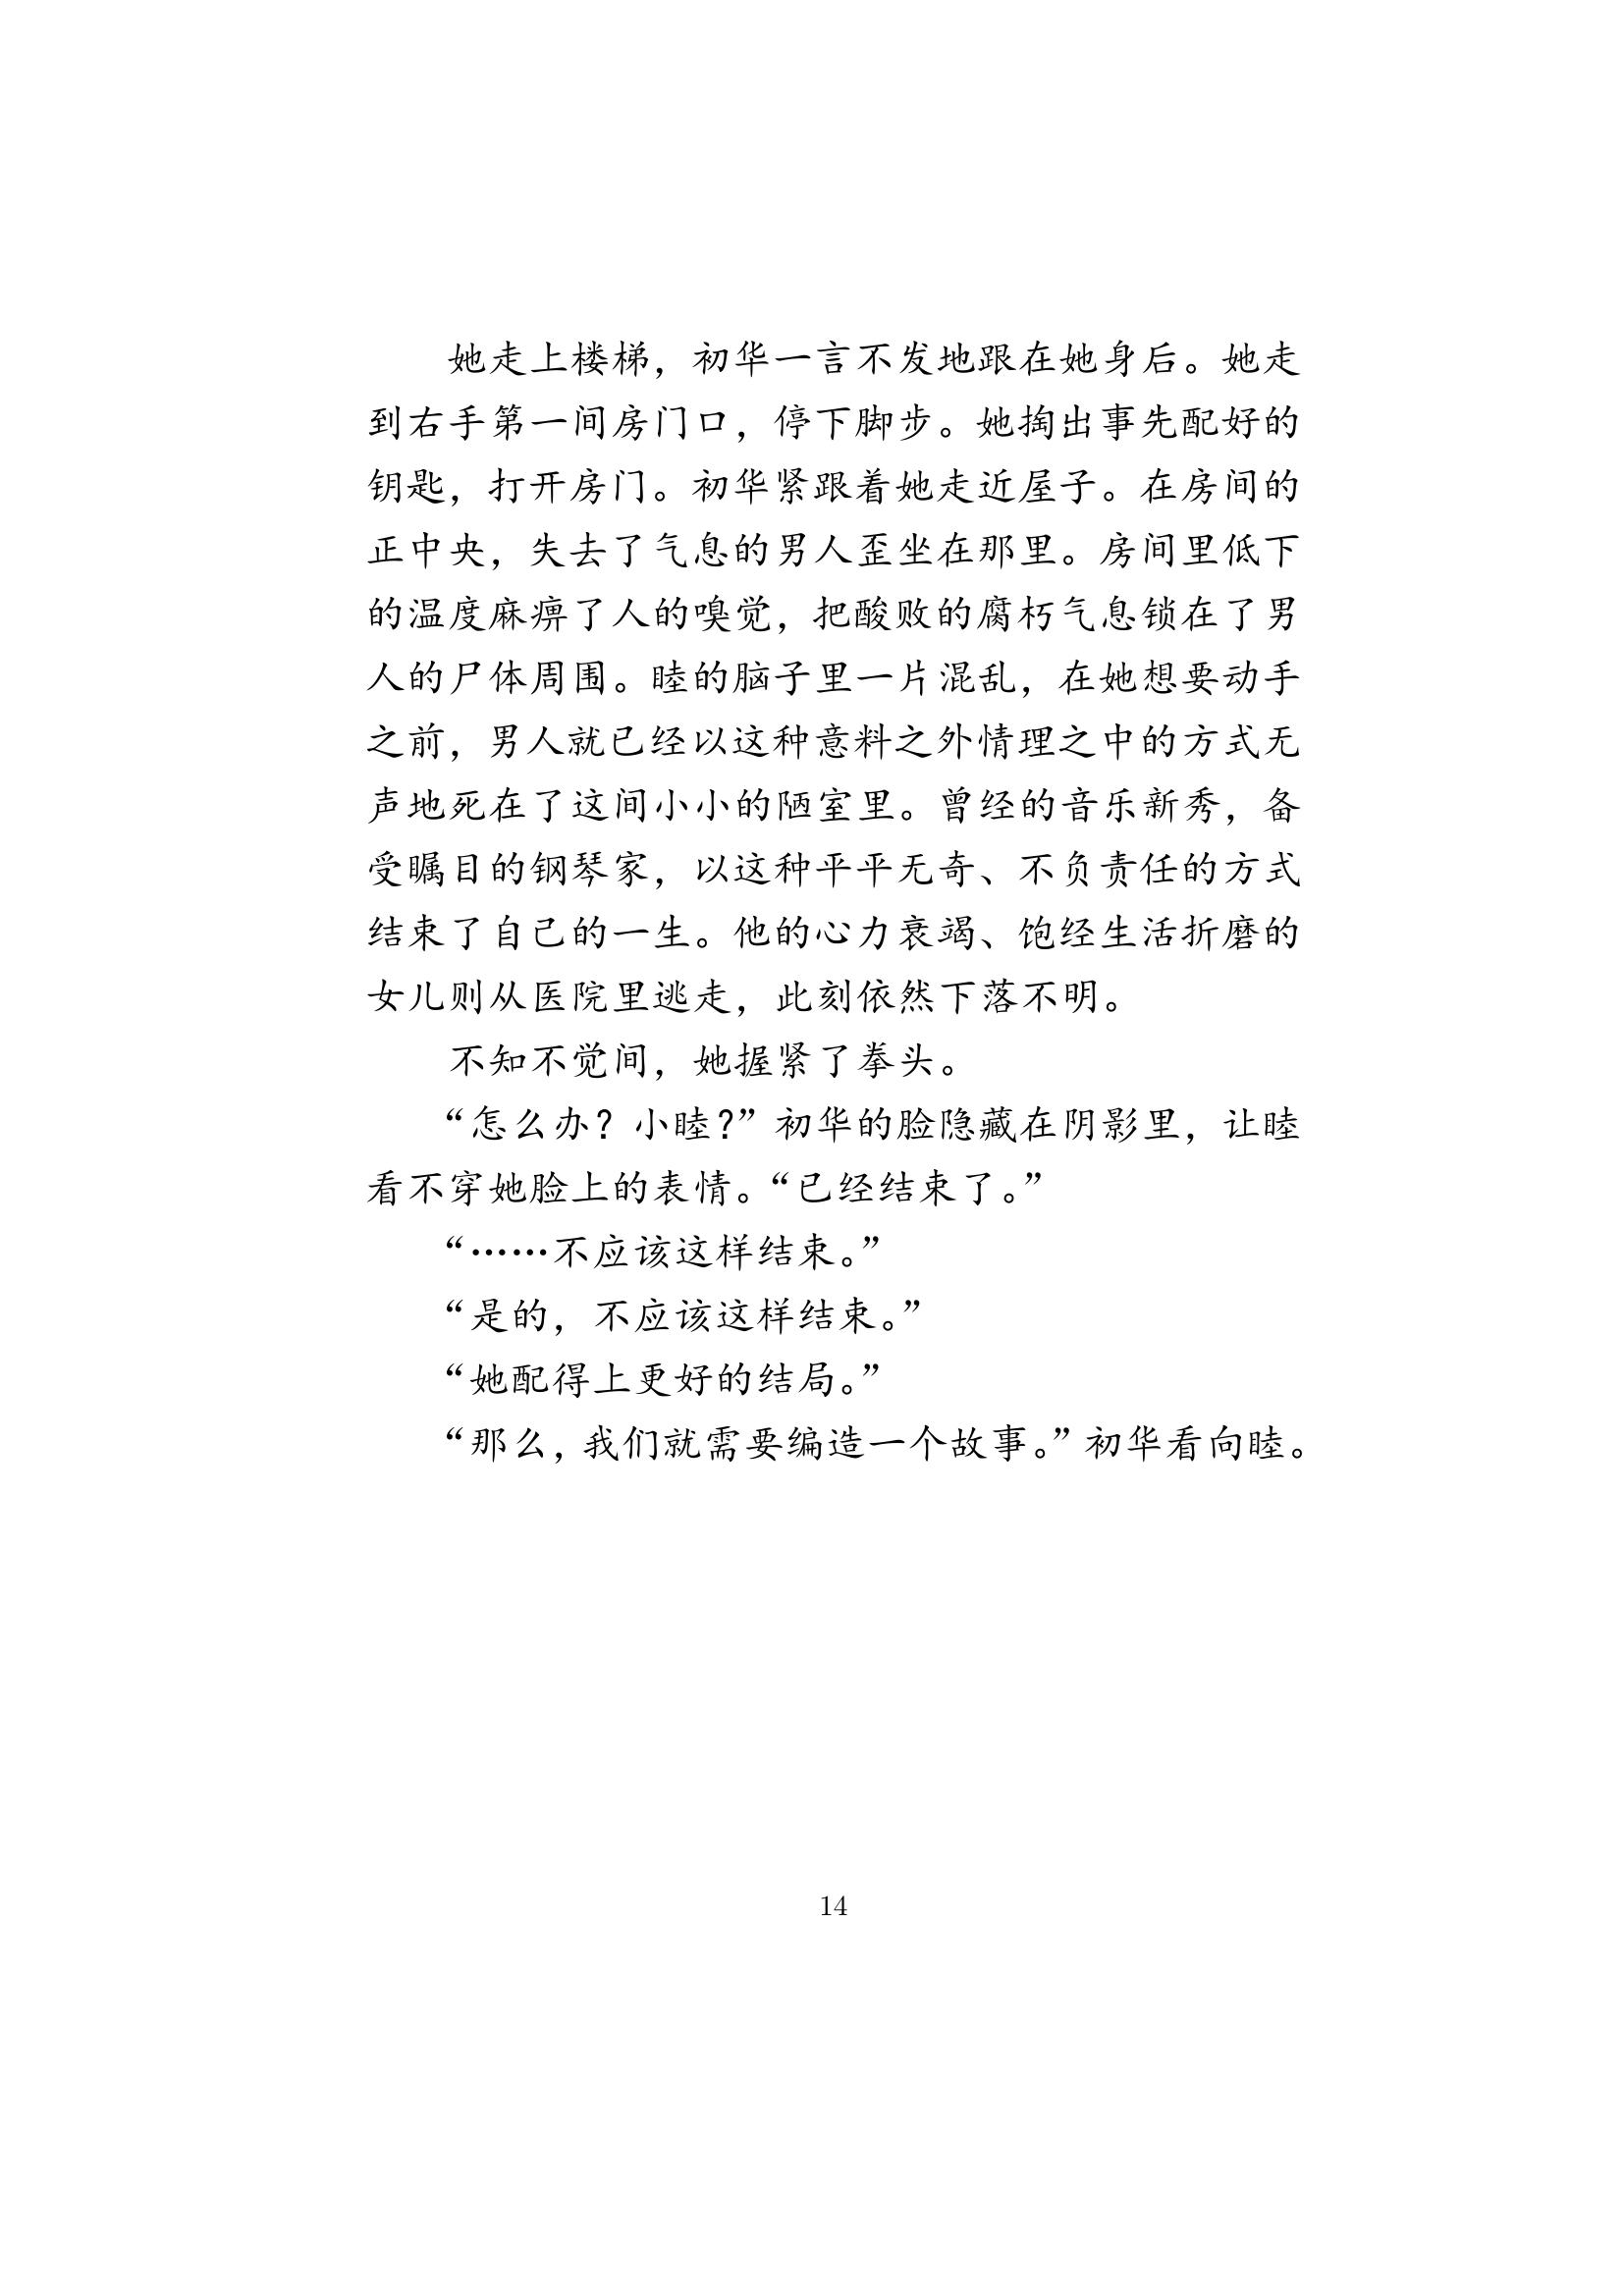 她走上楼梯，初华一言不发地跟在她身后。她走
到右手第一间房门口，停下脚步。她掏出事先配好的
钥匙，打开房门。初华紧跟着她走近屋子。在房间的
正中央，失去了气息的男人歪坐在那里。房间里低下
的温度麻痹了人的嗅觉，把酸败的腐朽气息锁在了男
人的尸体周围。睦的脑子里一片混乱，在她想要动手
之前，男人就已经以这种意料之外情理之中的方式无
声地死在了这间小小的陋室里。曾经的音乐新秀，备
受瞩目的钢琴家，以这种平平无奇、不负责任的方式
结束了自己的一生。他的心力衰竭、饱经生活折磨的
女儿则从医院里逃走，此刻依然下落不明。
不知不觉间，她握紧了拳头。
“怎么办？小睦？”初华的脸隐藏在阴影里，让睦
看不穿她脸上的表情。“已经结束了。”
“……不应该这样结束。”
“是的，不应该这样结束。”
“她配得上更好的结局。”
“那么，我们就需要编造一个故事。”初华看向睦。
14